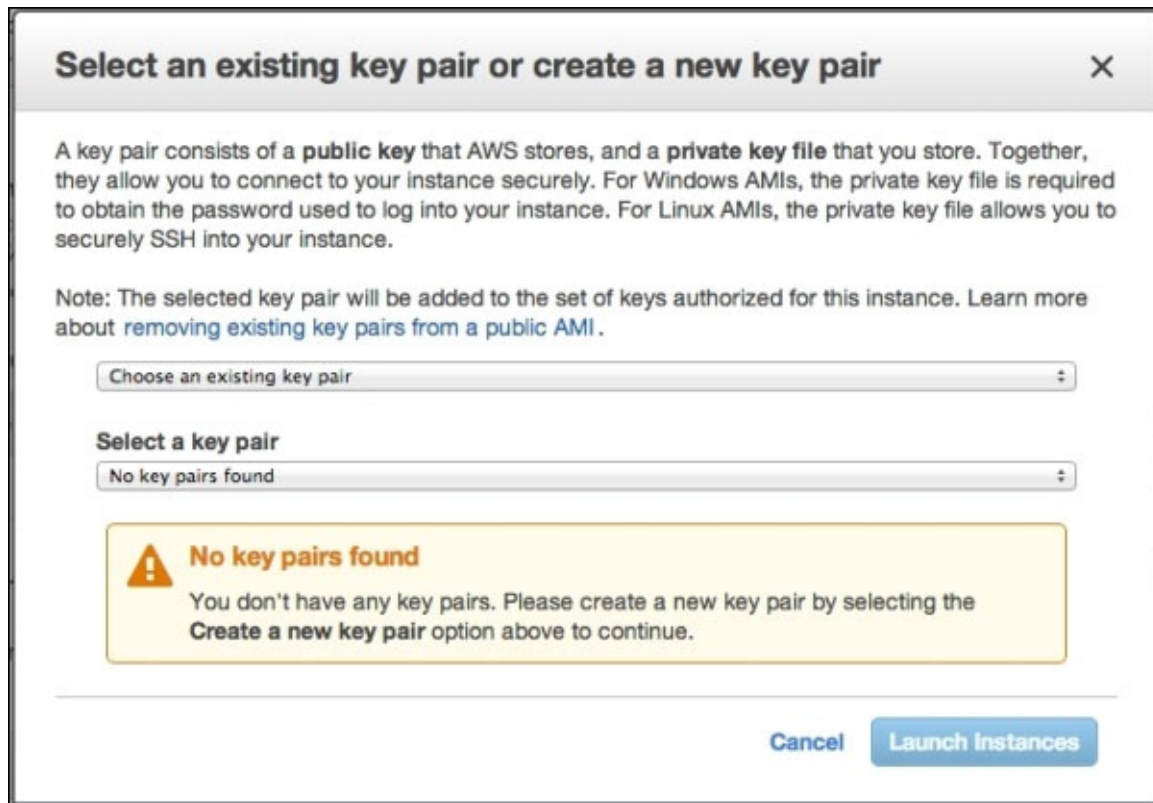 Select an existing key pair or create a new key pair
A key pair consists of a public key that AWS stores, and a private key file that you store. Together,
they allow you to connect to your instance securely. For Windows AMIs, the private key file is required
to obtain the password used to log into your instance. For Linux AMIs, the private key file allows you to
securely SSH into your instance.
Note: The selected key pair will be added to the set of keys authorized for this instance. Learn more
about removing existing key pairs from a public AMI.
Choose an existing key pair
Select a key pair
No key pairs found
No key pairs found
You don't have any key pairs. Please create a new key pair by selecting the
Create a new key pair option above to continue.
Cancel Launch Instances